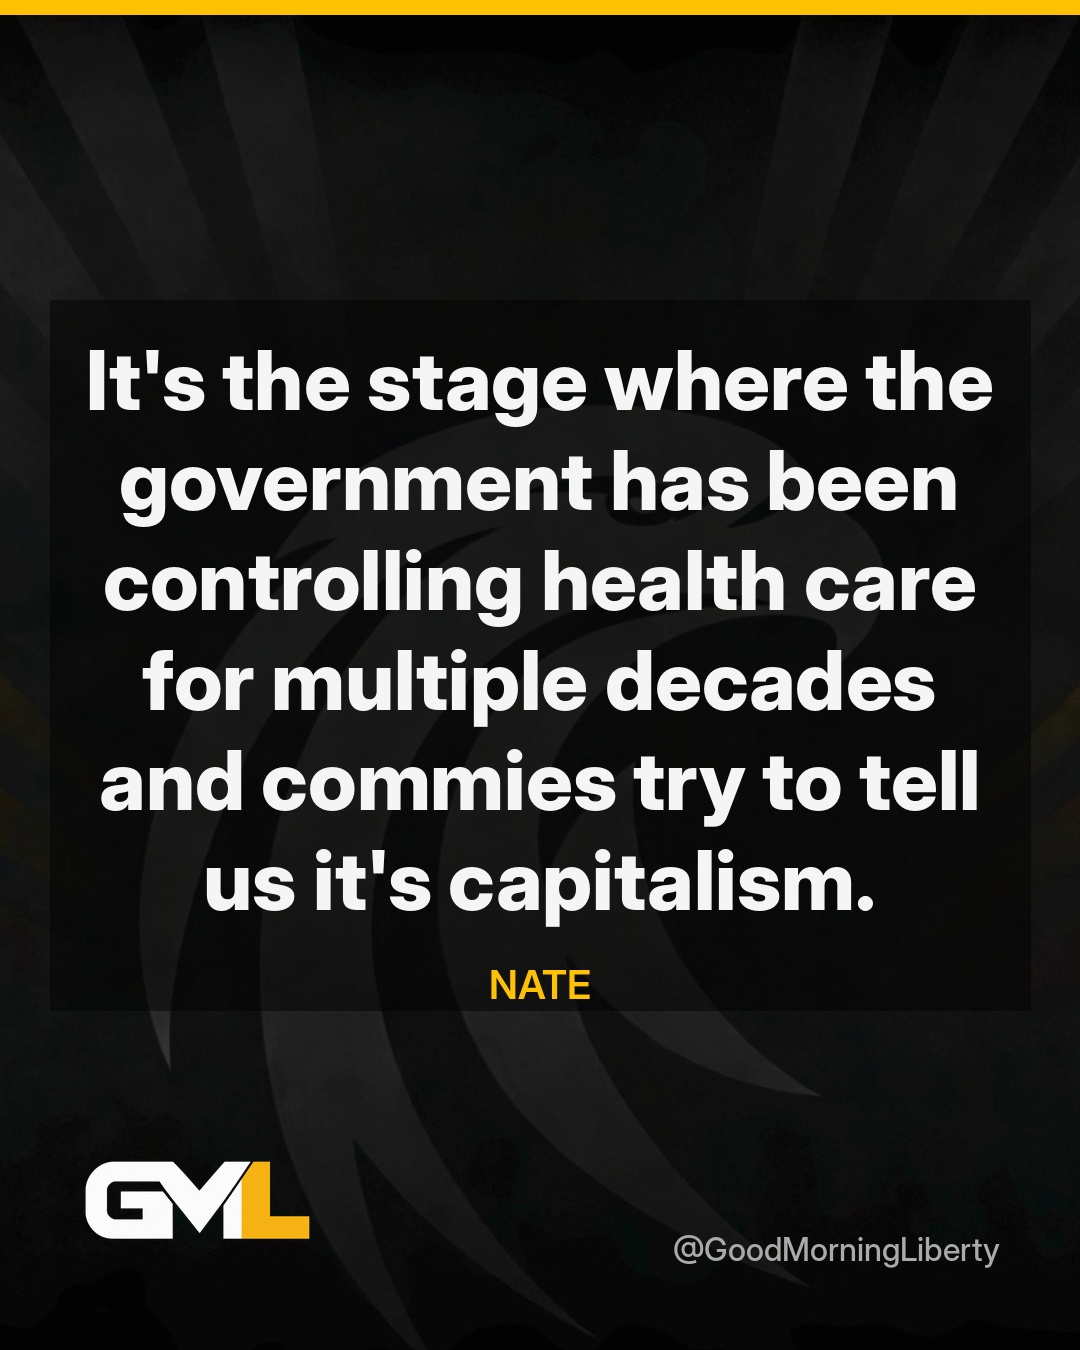 It's the stage where the
government has been
controlling health care
for multiple decades
and commies try to tell
us it's capitalism.
NATE
GML
@GoodMorningLiberty